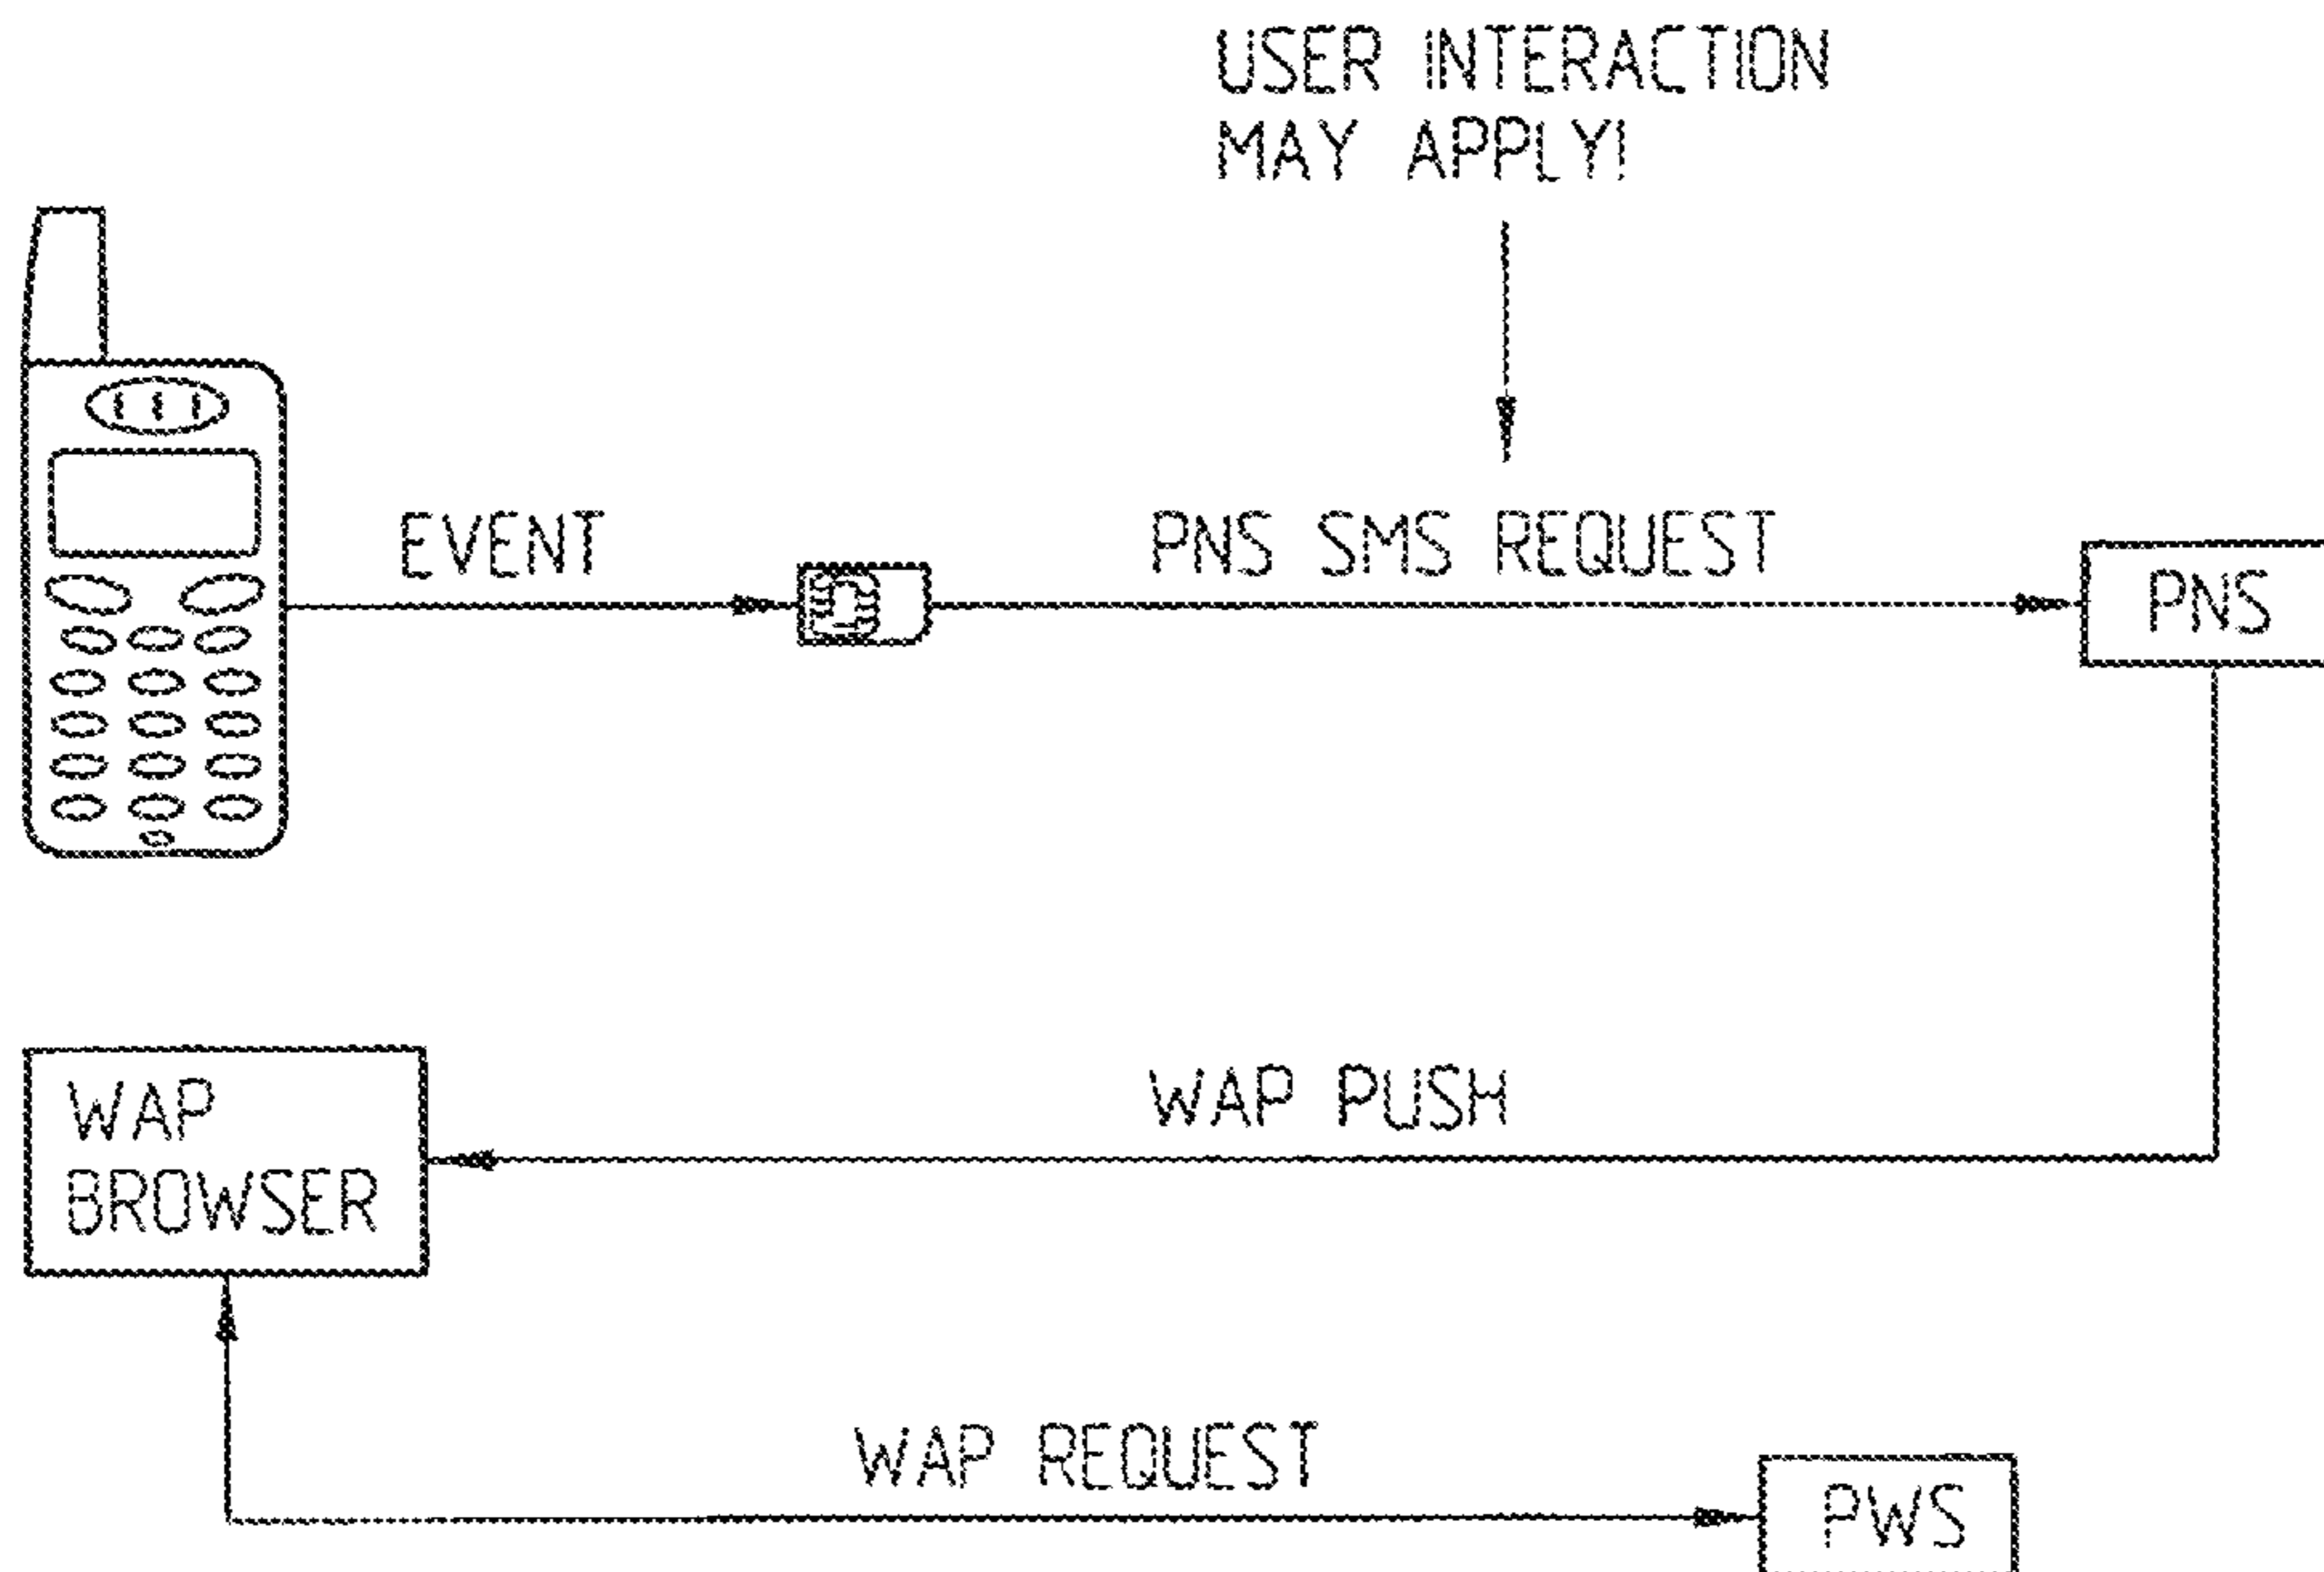 USER INTERACTION
MAY APPLY!
EVENT
PNS SMS REQUEST
PNS
WAP
BROWSER
WAP PUSH
WAP REQUEST
PWS